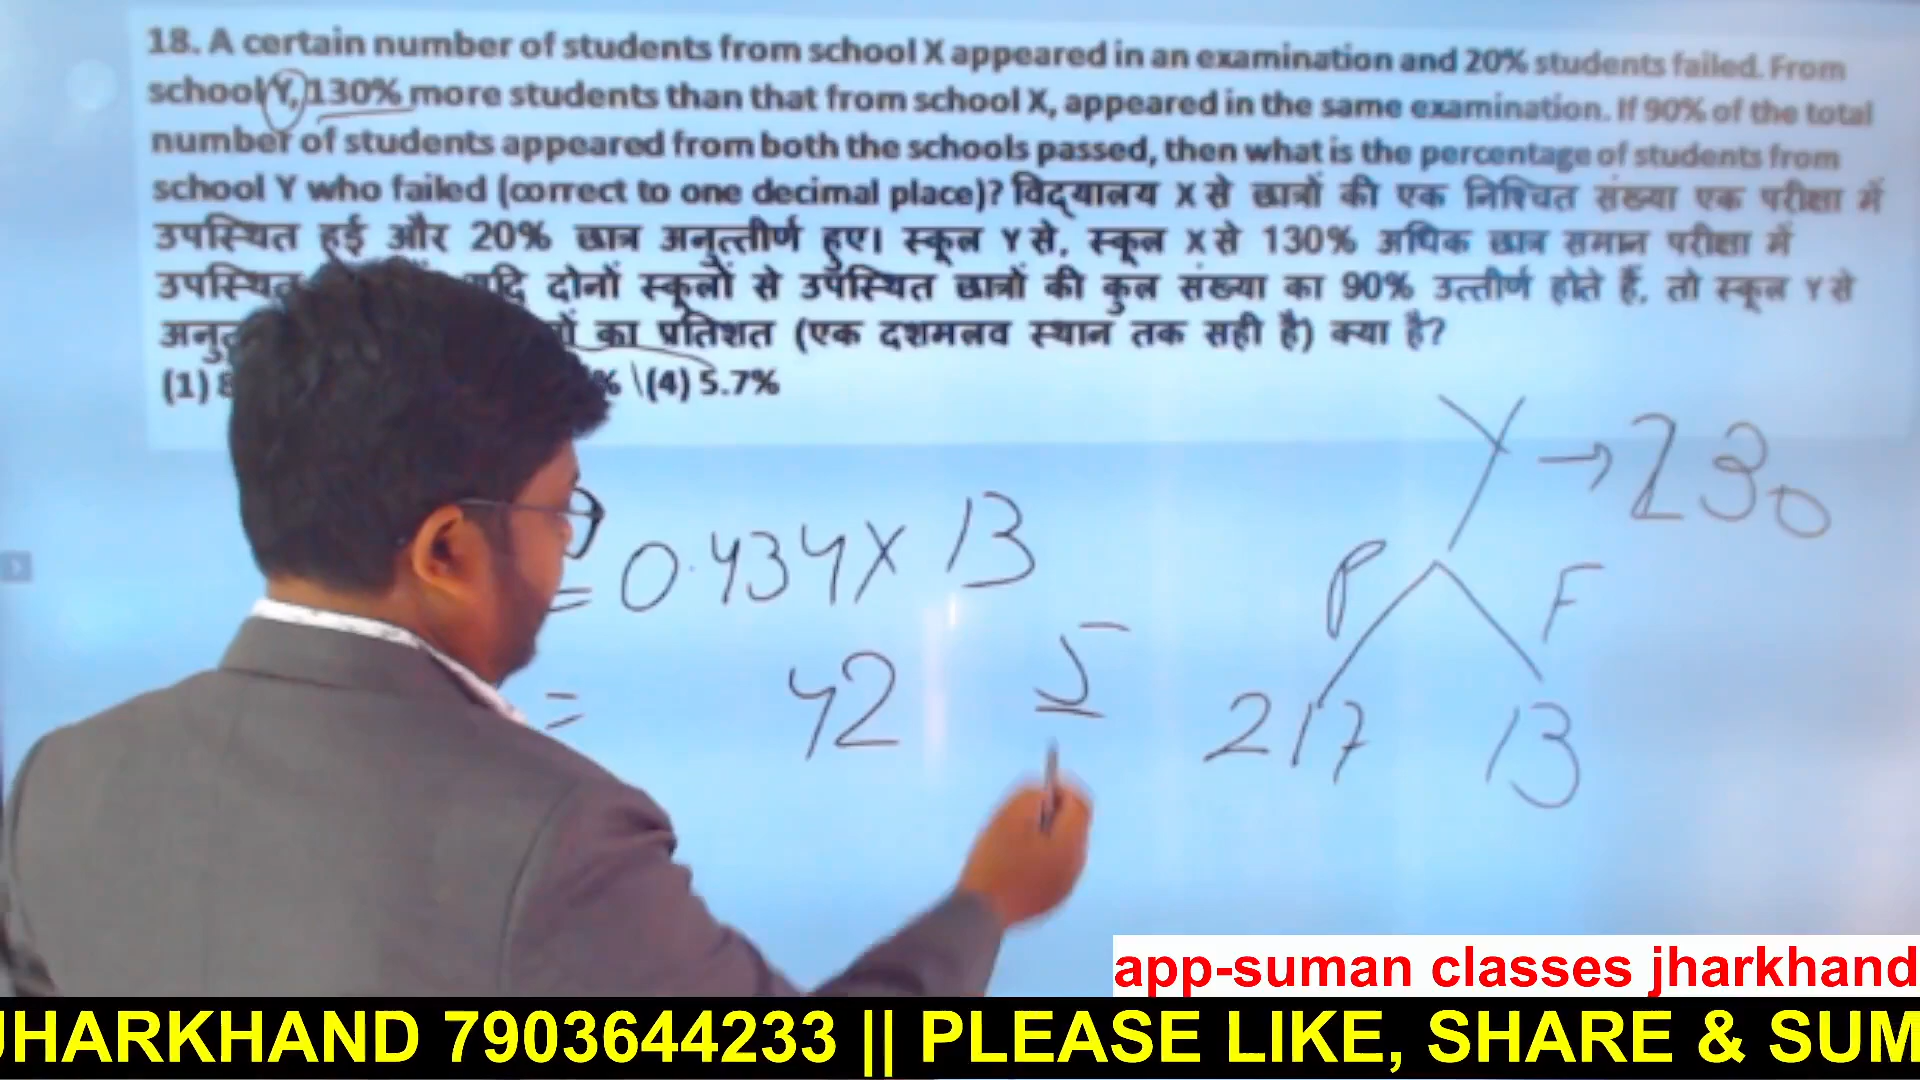 18. A certain number of students from school X appeared in an examination and 20% students failed. From
school Y, 130% more students than that from school X, appeared in the same examination. If 90% of the total
number of students appeared from both the schools passed, then what is the percentage of students from
school Y who failed (correct to one decimal place)? विद्यालय X से छात्रों की एक निश्चित संख्या एक परीक्षा में
उपस्थित हुई और 20% छात्र अनुत्तीर्ण हुए। स्कूल Y से, स्कूल X से 130% अधिक छात्र समान परीक्षा में
उपस्थित यदि दोनों स्कूलों से उपस्थित छात्रों की कुल संख्या का 90% उत्तीर्ण होते हैं, तो स्कूल Y से
का प्रतिशत (एक दशमलव स्थान तक सही है) क्या है?
(1) 8 % \(4) 5.7%
Y → 230
= 0.434 X 13
P F
= 42 5
217 13
app-suman classes jharkhand
JHARKHAND 7903644233 || PLEASE LIKE, SHARE & SUM